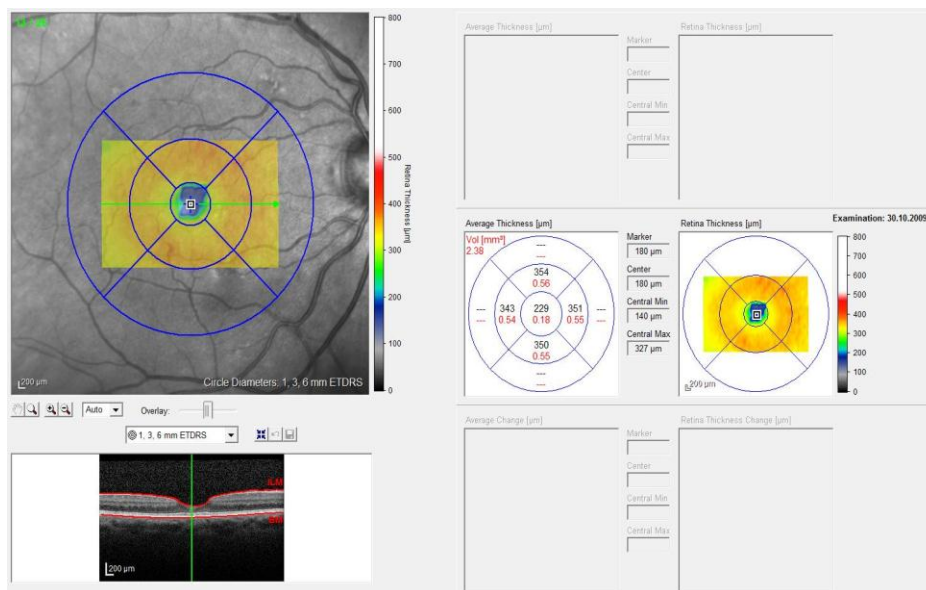 800
700
600
500
400
300
200
100
0
Retina Thickness [µm]
200 µm
Circle Diameters: 1, 3, 6 mm ETDRS
Auto
Overlay:
1, 3, 6 mm ETDRS
ILM
200 µm
Average Thickness [µm]
Marker
Center
Central Min
Central Max
Retina Thickness [µm]
Examination: 30.10.2009
Average Thickness [µm]
Vol [mm³]
2.38
---
---
354
0.56
---
---
343
0.54
229
0.18
351
0.55
---
---
350
0.55
---
---
Marker
180 µm
Center
180 µm
Central Min
140 µm
Central Max
327 µm
Retina Thickness [µm]
200 µm
800
700
600
500
400
300
200
100
0
Average Change [µm]
Marker
Center
Central Min
Central Max
Retina Thickness Change [µm]